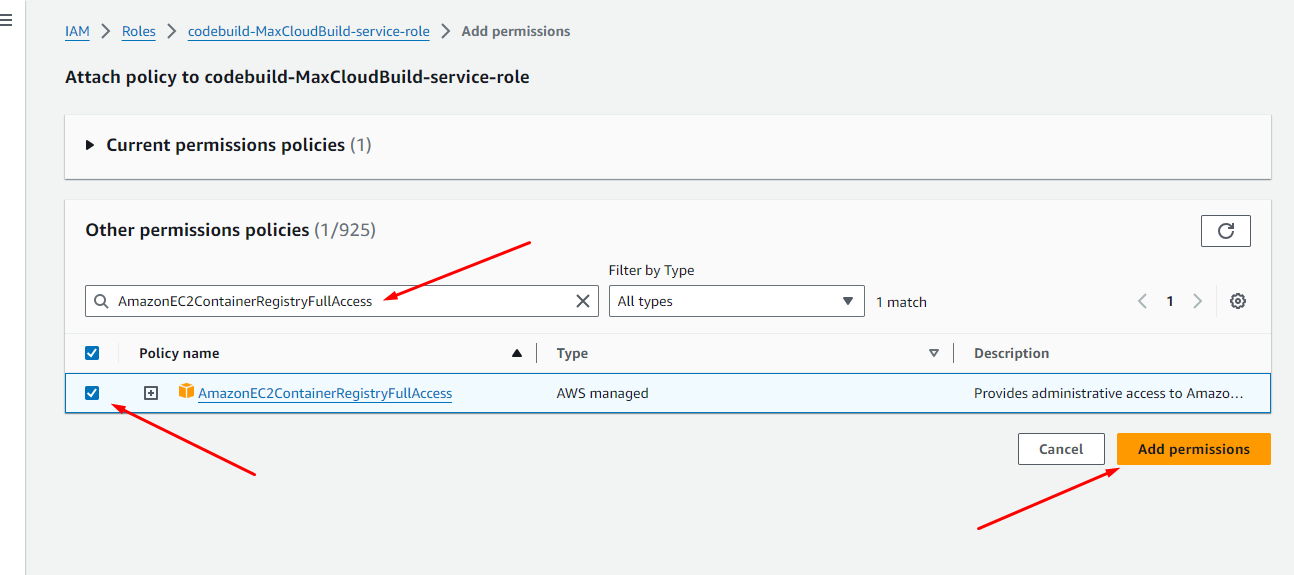 IAM > Roles > codebuild-MaxCloudBuild-service-role > Add permissions
Attach policy to codebuild-MaxCloudBuild-service-role
Current permissions policies (1)
Other permissions policies (1/925)
Filter by Type
AmazonEC2ContainerRegistryFullAccess All types 1 match 1
Policy name Type Description
AmazonEC2ContainerRegistryFullAccess AWS managed Provides administrative access to Amazo...
Cancel Add permissions